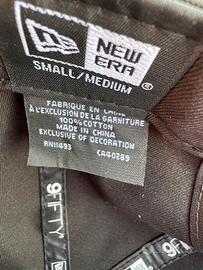 NEW
ERA
SMALL/MEDIUM ®
FABRIQUE EN CHINE
À L'EXCLUSION DE LA GARNITURE
100% COTTON
MADE IN CHINA
EXCLUSIVE OF DECORATION
RN11493 CA40289
9FIFTY
9FIFTY